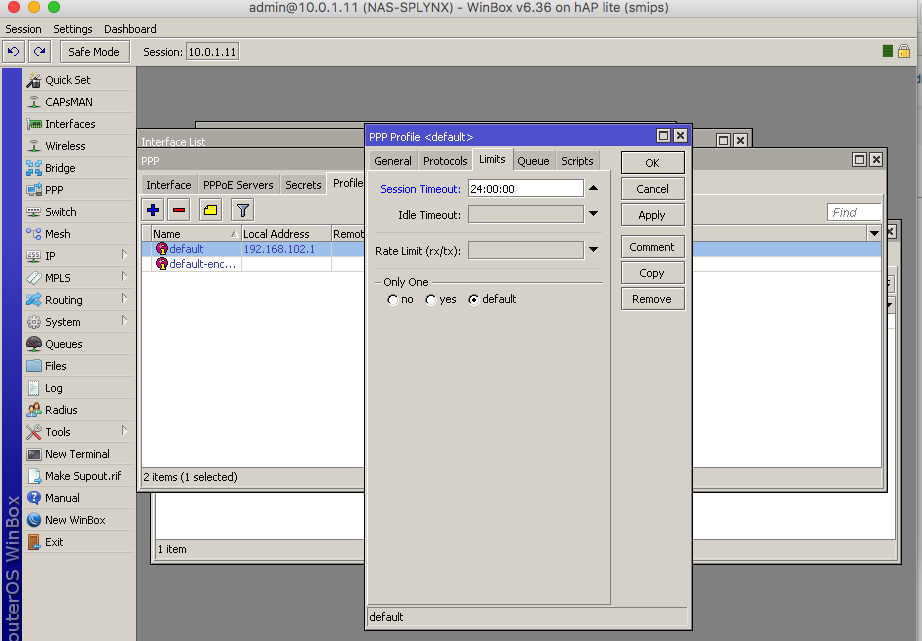 admin@10.0.1.11 (NAS-SPLYNX) - WinBox v6.36 on hAP lite (smips)
Session Settings Dashboard
Safe Mode Session: 10.0.1.11
Quick Set
CAPsMAN
Interfaces
Wireless
Bridge
PPP
Switch
Mesh
IP
MPLS
Routing
System
Queues
Files
Log
Radius
Tools
New Terminal
Make Supout.rif
Manual
New WinBox
Exit
outerOS WinBox
Interface List
PPP
Interface PPPoE Servers Secrets Profile
Find
Name Local Address Remot
default 192.168.102.1
default-enc...
2 items (1 selected)
1 item
PPP Profile <default>
General Protocols Limits Queue Scripts
Session Timeout: 24:00:00
Idle Timeout:
Rate Limit (rx/tx):
Only One
no yes default
OK
Cancel
Apply
Comment
Copy
Remove
default